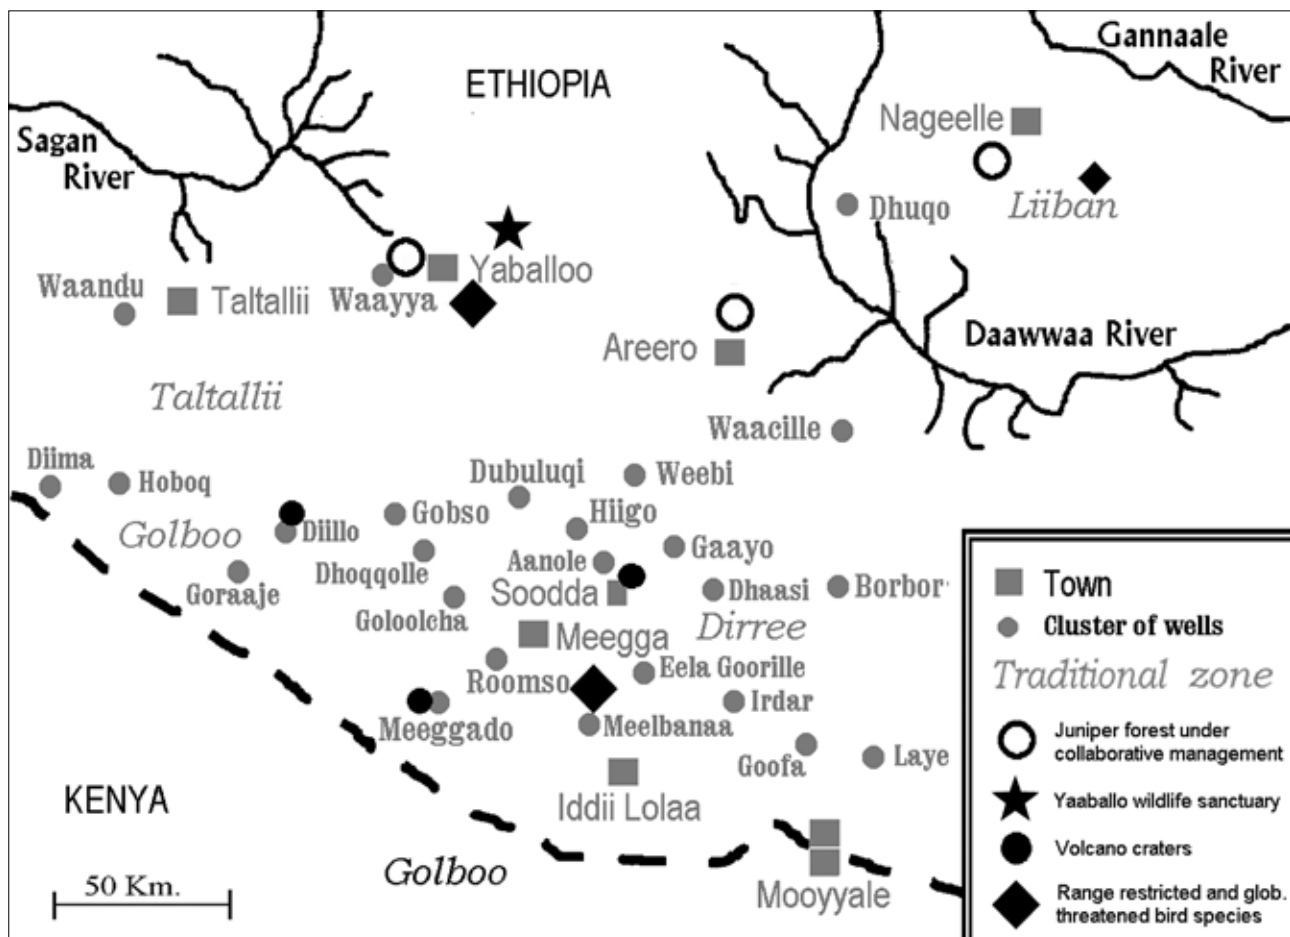 ETHIOPIA
Gannaale
River
Sagan
River
Nageelle
Dhuqo
Liiban
Waandu
Taltallii
Waayya
Yaballoo
Areero
Daawwaa River
Taltallii
Waacille
Diima
Hoboq
Dubuluqi
Weebi
Golboo
Diillo
Gobso
Hiigo
Gaayo
Goraaje
Dhoqqolle
Aanole
Goloolcha
Soodda
Dhaasi
Borbor
Dirree
Meegga
Roomso
Eela Goorille
Irdar
Meeggado
Meelbanaa
Goofa
Laye
Iddii Lolaa
KENYA
Golboo
Mooyyale
50 Km.
Town
Cluster of wells
Traditional zone
Juniper forest under
collaborative management
Yaaballo wildlife sanctuary
Volcano craters
Range restricted and glob.
threatened bird species